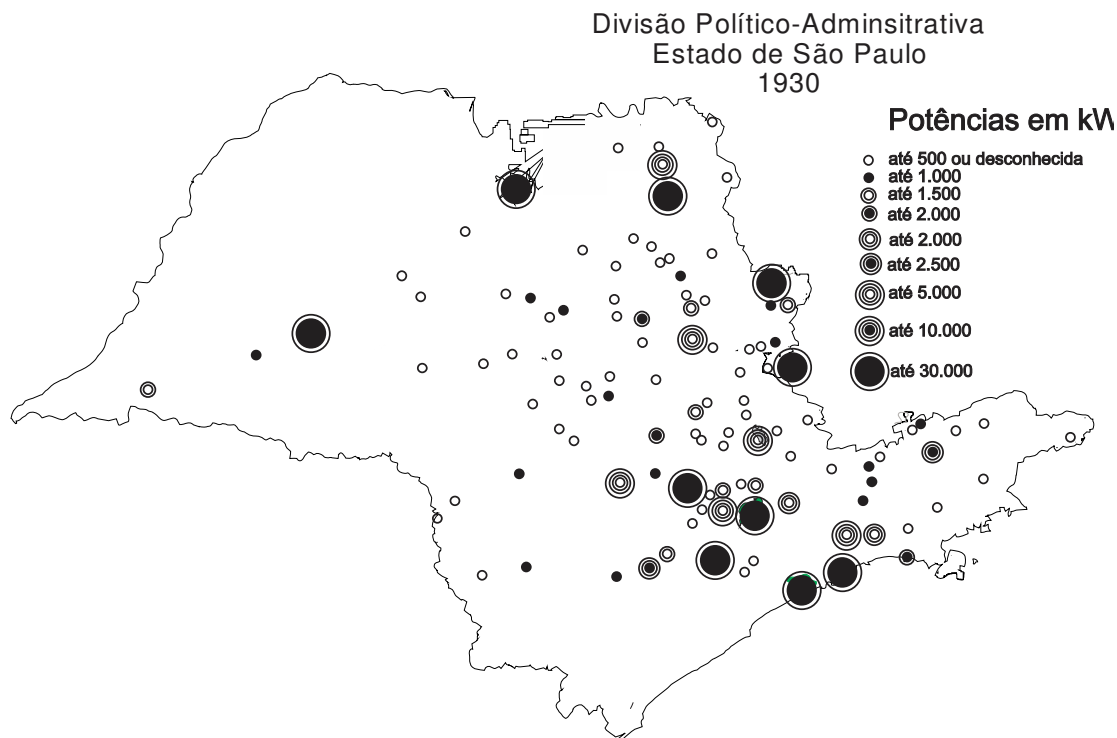 Divisão Político-Adminsitrativa
Estado de São Paulo
1930
Potências em kW
até 500 ou desconhecida
até 1.000
até 1.500
até 2.000
até 2.000
até 2.500
até 5.000
até 10.000
até 30.000